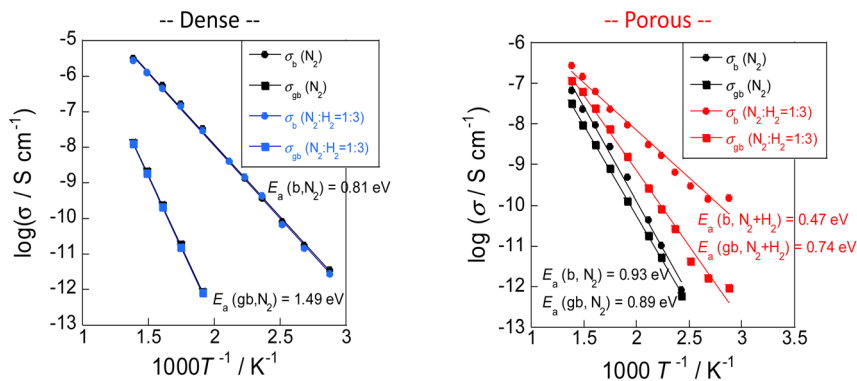 -- Dense --
-5
-6
-7
-8
-9
-10
-11
-12
-13
log(σ / S cm⁻¹)
σb (N₂)
σgb (N₂)
σb (N₂:H₂=1:3)
σgb (N₂:H₂=1:3)
Ea (b,N₂) = 0.81 eV
Ea (gb,N₂) = 1.49 eV
1 1.5 2 2.5 3
1000T ⁻¹ / K⁻¹
-- Porous --
-6
-7
-8
-9
-10
-11
-12
-13
log (σ / S cm⁻¹)
σb (N₂)
σgb (N₂)
σb (N₂:H₂=1:3)
σgb (N₂:H₂=1:3)
Ea (b, N₂+H₂) = 0.47 eV
Ea (gb, N₂+H₂) = 0.74 eV
Ea (b, N₂) = 0.93 eV
Ea (gb, N₂) = 0.89 eV
1 1.5 2 2.5 3 3.5
1000 T ⁻¹ / K⁻¹